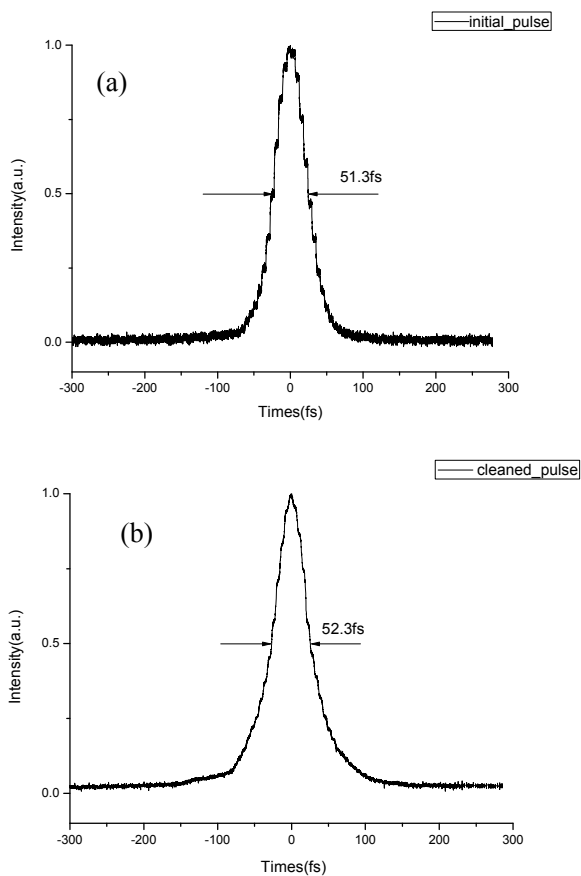 initial_pulse
(a)
1.0
0.5
0.0
Intensity(a.u.)
51.3fs
-300 -200 -100 0 100 200 300
Times(fs)
cleaned_pulse
(b)
1.0
0.5
0.0
Intensity(a.u.)
52.3fs
-300 -200 -100 0 100 200 300
Times(fs)